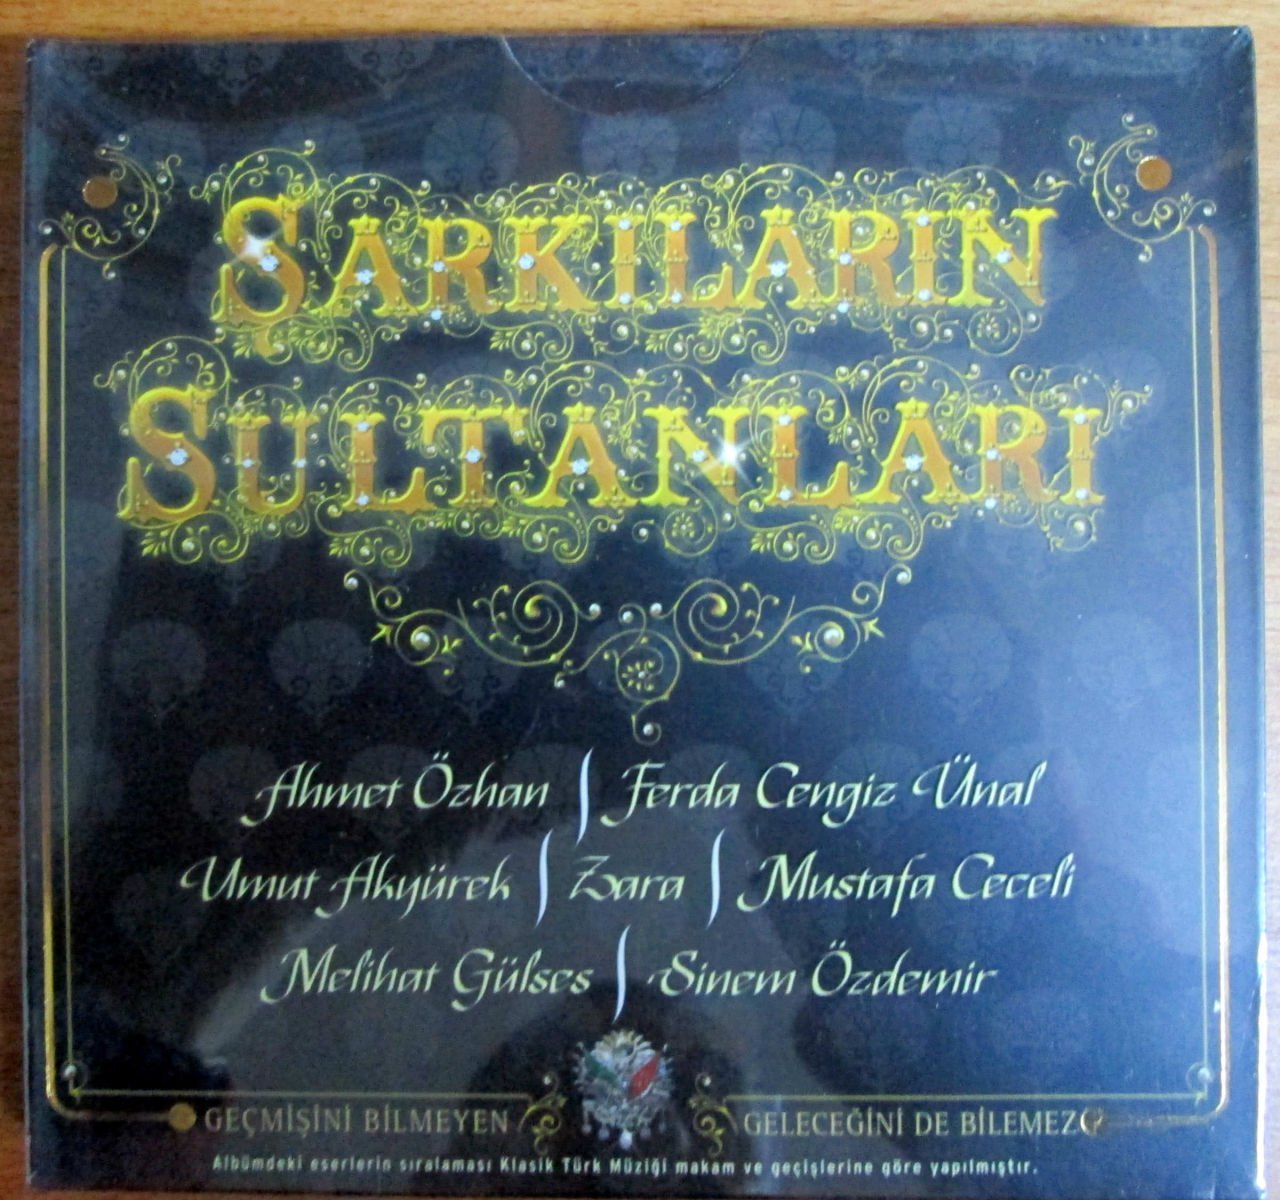 ŞARKILARIN
SULTANLARI
Ahmet Özhan | Ferda Cengiz Ünal
Umut Akyürek | Zara | Mustafa Ceceli
Melihat Gülses | Sinem Özdemir
GEÇMİŞİNİ BİLMEYEN GELECEĞİNİ DE BİLEMEZ
Albümdeki eserlerin sıralaması Klasik Türk Müziği makam ve geçişlerine göre yapılmıştır.